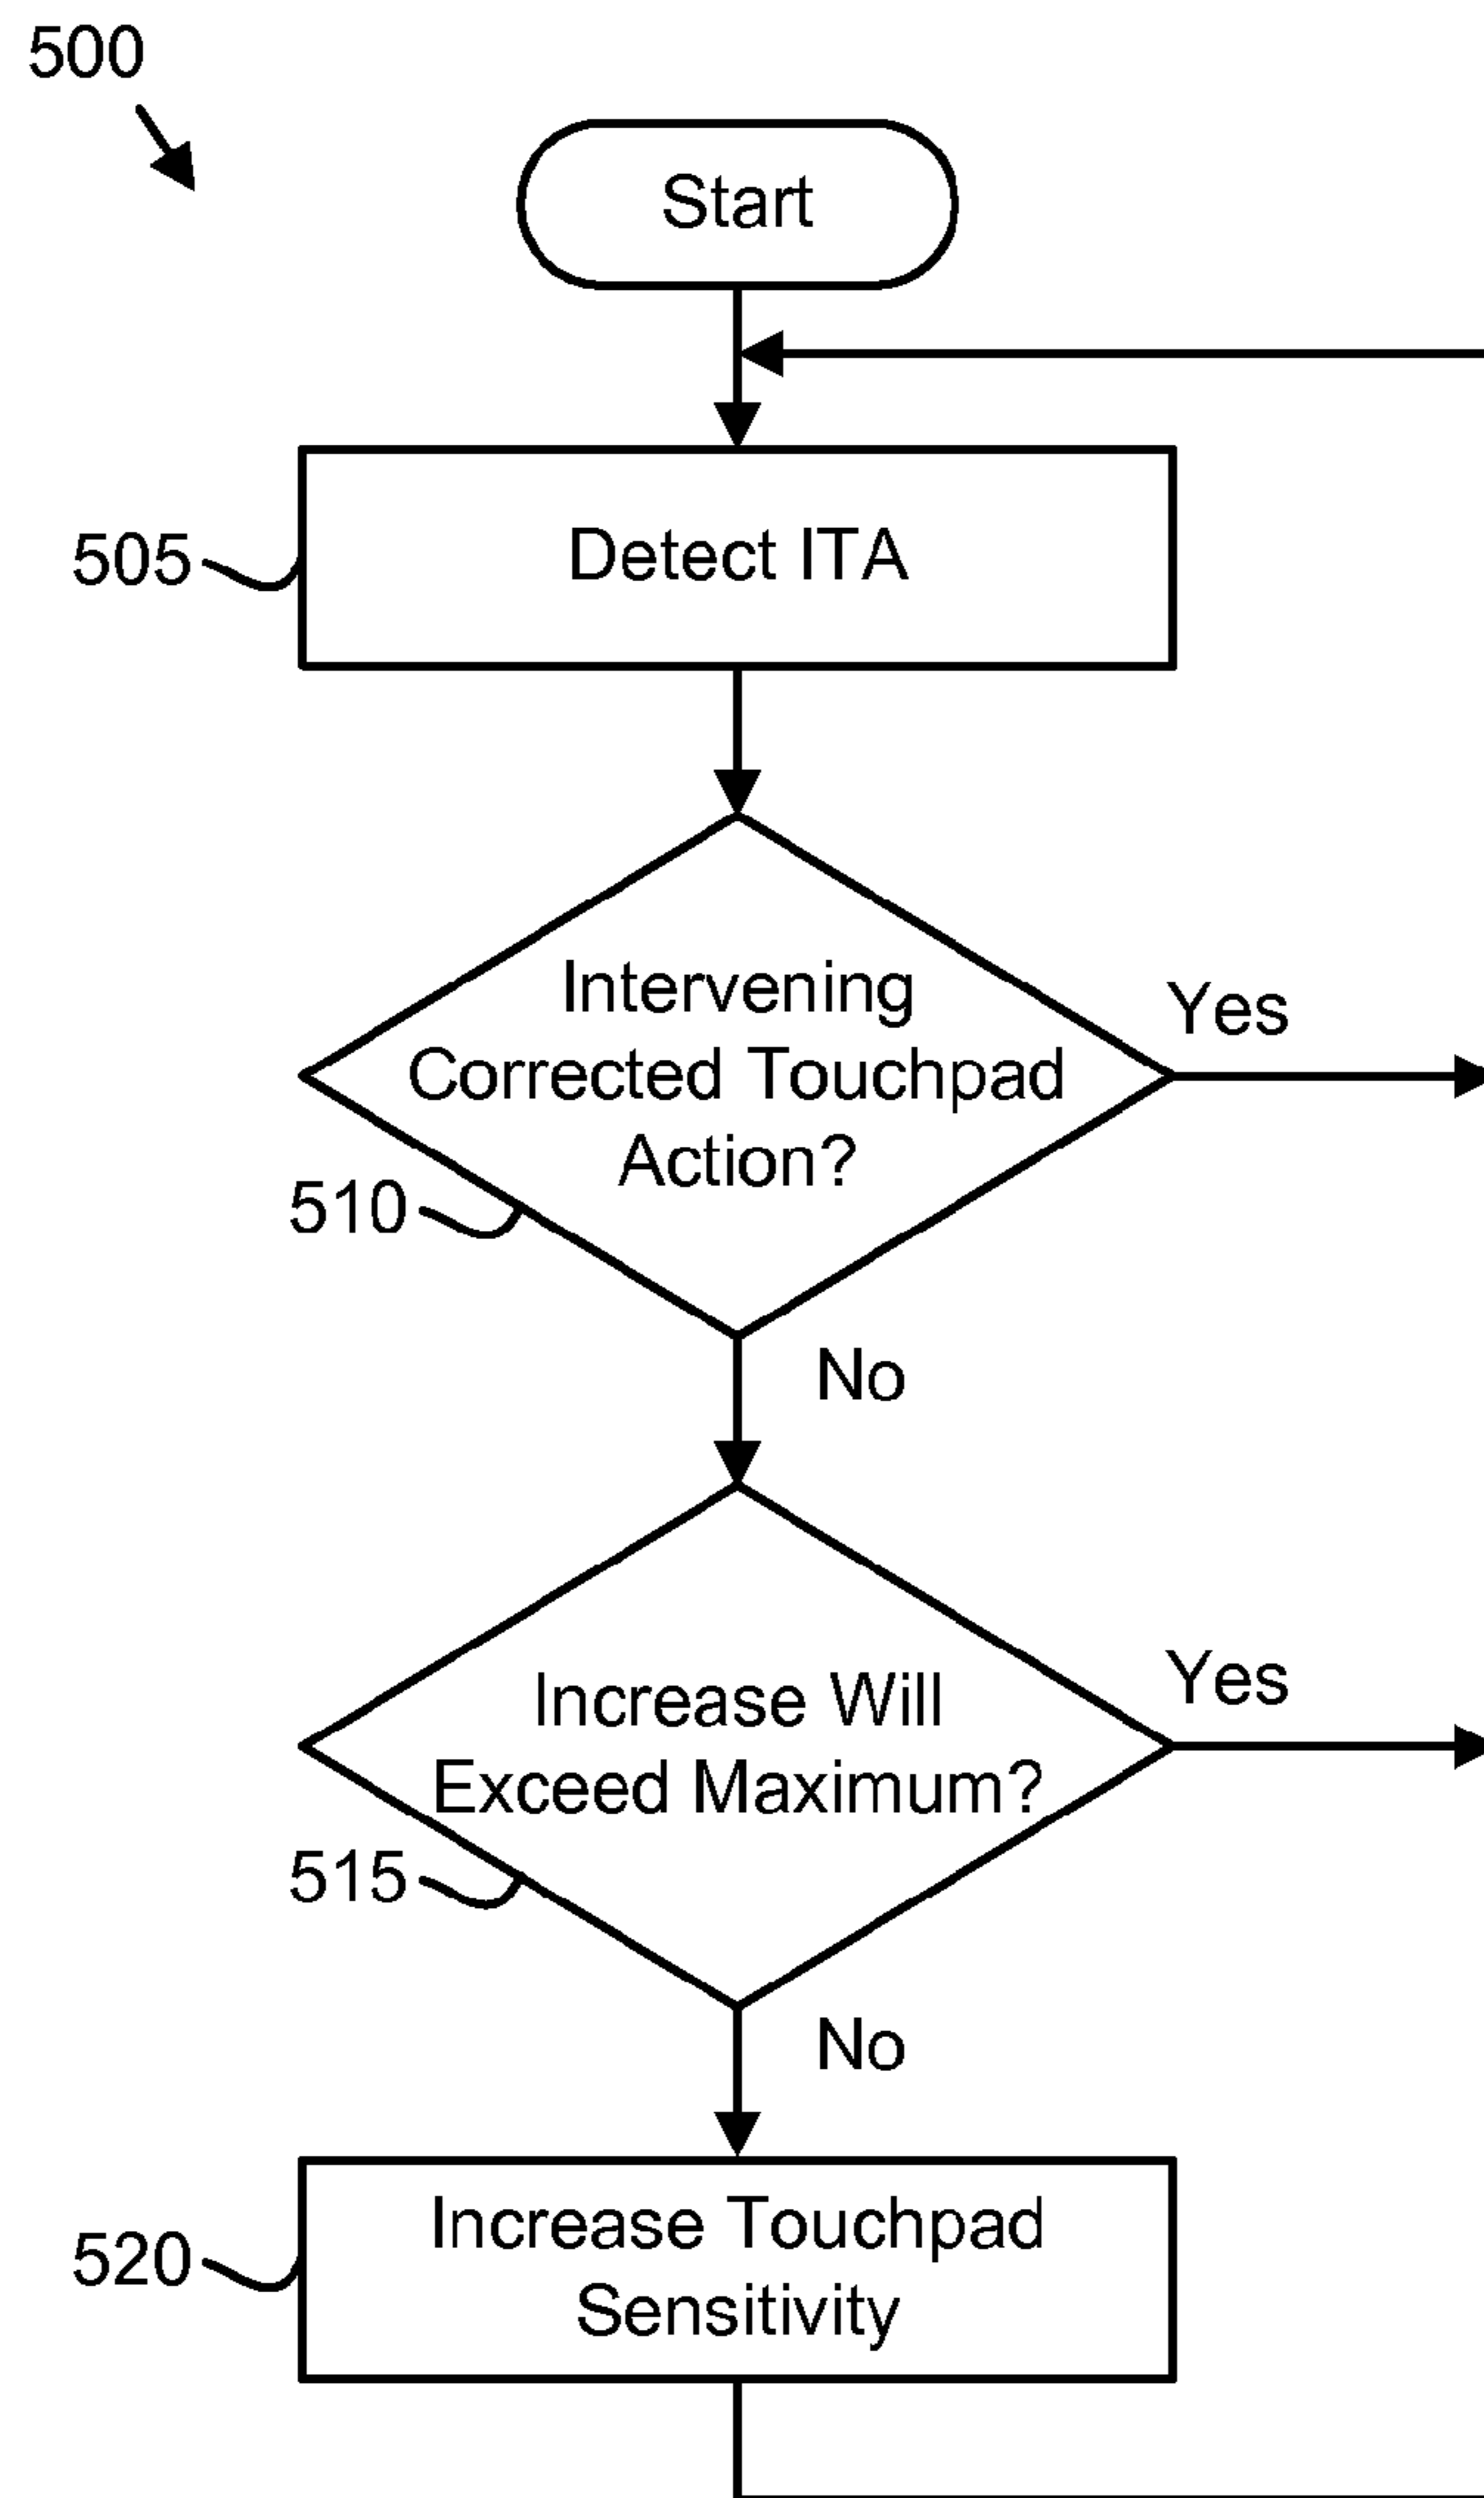 500
Start
505
Detect ITA
Intervening
Corrected Touchpad
Action?
Yes
510
No
Increase Will
Exceed Maximum?
Yes
515
No
520
Increase Touchpad
Sensitivity